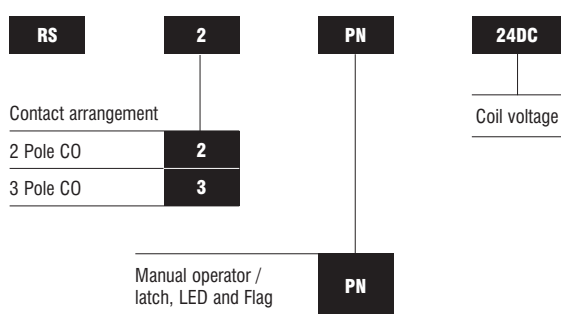 RS 2 PN 24DC
Contact arrangement
Coil voltage
2 Pole CO 2
3 Pole CO 3
Manual operator /
latch, LED and Flag
PN